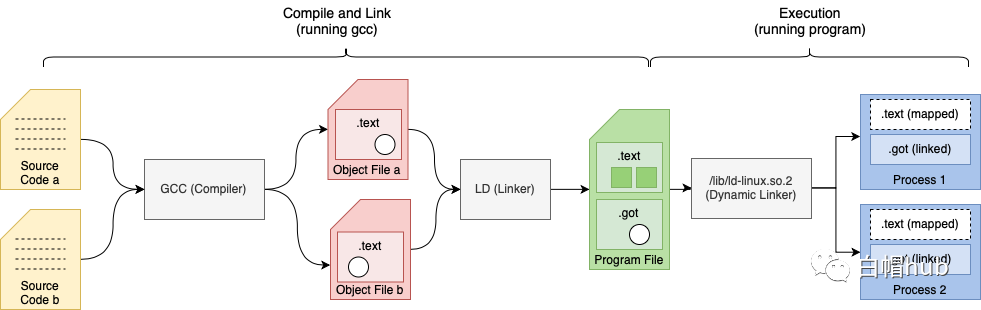 Compile and Link
(running gcc)
Execution
(running program)
Source
Code a
Source
Code b
GCC (Compiler)
.text
Object File a
.text
Object File b
LD (Linker)
.text
.got
Program File
/lib/ld-linux.so.2
(Dynamic Linker)
.text (mapped)
.got (linked)
Process 1
.text (mapped)
(linked)
Process 2
白帽hub